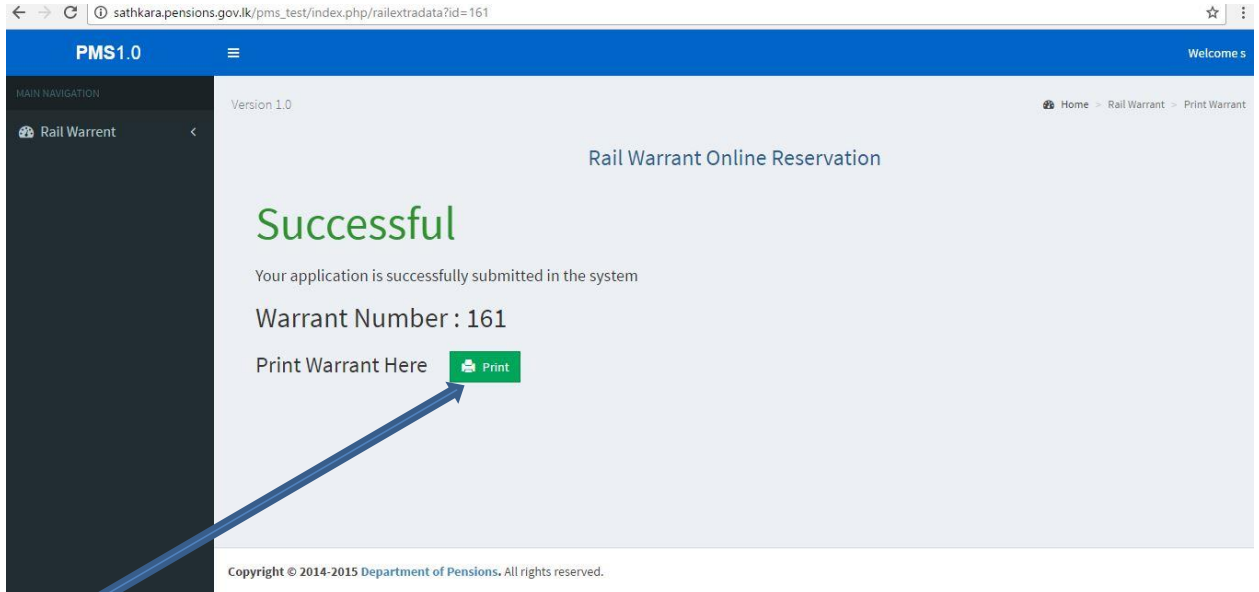 sathkara.pensions.gov.lk/pms_test/index.php/railextradata?id=161
PMS1.0
Welcome s
MAIN NAVIGATION
Version 1.0
Home > Rail Warrant > Print Warrant
Rail Warrent
Rail Warrant Online Reservation
Successful
Your application is successfully submitted in the system
Warrant Number : 161
Print Warrant Here Print
Copyright © 2014-2015 Department of Pensions. All rights reserved.